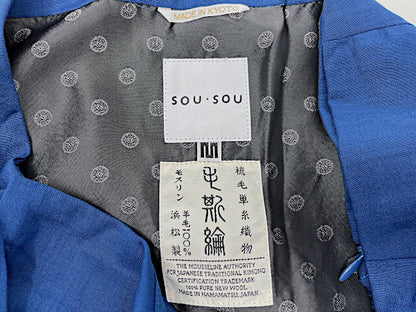 MADE IN KYOTO
SOU・SOU
M
梳毛単糸織物
毛斯綸
モスリン
羊毛100%
浜松製
THE MOUSSELINE AUTHORITY
FOR JAPANESE TRADITIONAL KIMONO
CERTIFICATION TRADEMARK
100% PURE NEW WOOL
MADE IN HAMAMATSU, JAPAN